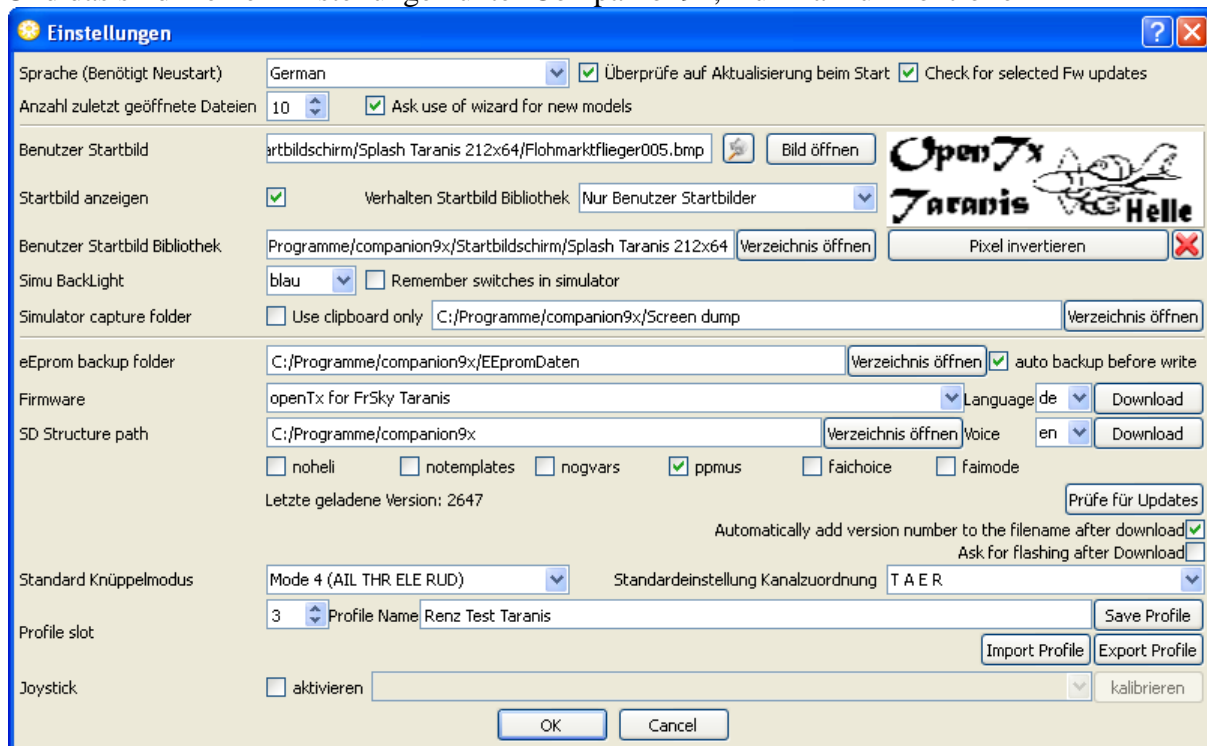 Einstellungen
Sprache (Benötigt Neustart) German Überprüfe auf Aktualisierung beim Start Check for selected Fw updates
Anzahl zuletzt geöffnete Dateien 10 Ask use of wizard for new models
Benutzer Startbild artbildschirm/Splash Taranis 212x64/Flohmarktflieger005.bmp Bild öffnen
OpenTx
Taranis Helle
Startbild anzeigen Verhalten Startbild Bibliothek Nur Benutzer Startbilder
Benutzer Startbild Bibliothek Programme/companion9x/Startbildschirm/Splash Taranis 212x64 Verzeichnis öffnen Pixel invertieren
Simu BackLight blau Remember switches in simulator
Simulator capture folder Use clipboard only C:/Programme/companion9x/Screen dump Verzeichnis öffnen
eEprom backup folder C:/Programme/companion9x/EEpromDaten Verzeichnis öffnen auto backup before write
Firmware openTx for FrSky Taranis Language de Download
SD Structure path C:/Programme/companion9x Verzeichnis öffnen Voice en Download
noheli notemplates nogvars ppmus faichoice faimode
Letzte geladene Version: 2647 Prüfe für Updates
Automatically add version number to the filename after download
Ask for flashing after Download
Standard Knüppelmodus Mode 4 (AIL THR ELE RUD) Standardeinstellung Kanalzuordnung T A E R
Profile slot 3 Profile Name Renz Test Taranis Save Profile
Import Profile Export Profile
Joystick aktivieren kalibrieren
OK Cancel